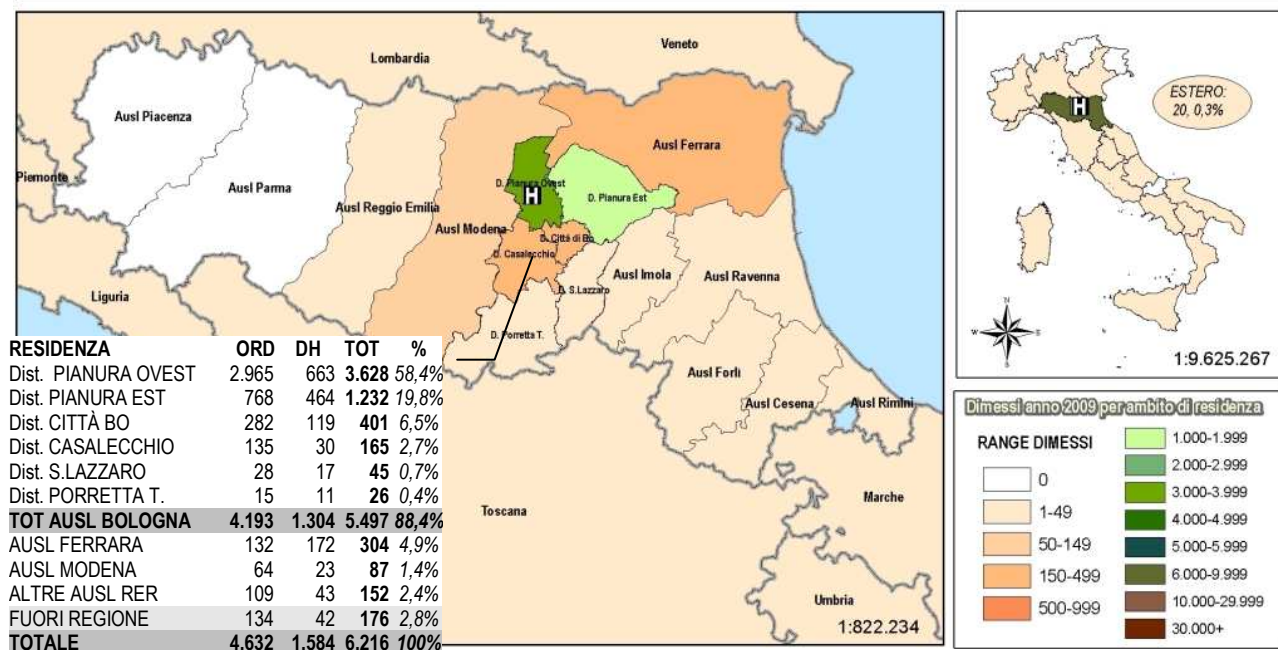 Lombardia
Veneto
Ausl Piacenza
Ausl Parma
Piemonte
Ausl Reggio Emilia
Ausl Modena
Ausl Ferrara
D. Pianura Ovest
H
D. Pianura Est
D. Città di Bo
D. Casalecchio
D. S.Lazzaro
D. Porretta T.
Ausl Imola
Ausl Ravenna
Liguria
Ausl Forlì
Ausl Cesena
Ausl Rimini
Toscana
Marche
Umbria
1:822.234
RESIDENZA ORD DH TOT %
Dist. PIANURA OVEST 2.965 663 3.628 58,4%
Dist. PIANURA EST 768 464 1.232 19,8%
Dist. CITTÀ BO 282 119 401 6,5%
Dist. CASALECCHIO 135 30 165 2,7%
Dist. S.LAZZARO 28 17 45 0,7%
Dist. PORRETTA T. 15 11 26 0,4%
TOT AUSL BOLOGNA 4.193 1.304 5.497 88,4%
AUSL FERRARA 132 172 304 4,9%
AUSL MODENA 64 23 87 1,4%
ALTRE AUSL RER 109 43 152 2,4%
FUORI REGIONE 134 42 176 2,8%
TOTALE 4.632 1.584 6.216 100%
H
ESTERO:
20, 0,3%
N
W E
S
1:9.625.267
Dimessi anno 2009 per ambito di residenza
RANGE DIMESSI
0
1-49
50-149
150-499
500-999
1.000-1.999
2.000-2.999
3.000-3.999
4.000-4.999
5.000-5.999
6.000-9.999
10.000-29.999
30.000+